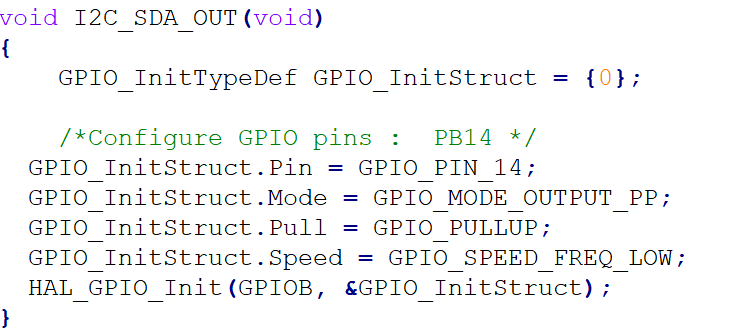 void I2C_SDA_OUT(void)
{
    GPIO_InitTypeDef GPIO_InitStruct = {0};

    /*Configure GPIO pins :  PB14 */
  GPIO_InitStruct.Pin = GPIO_PIN_14;
  GPIO_InitStruct.Mode = GPIO_MODE_OUTPUT_PP;
  GPIO_InitStruct.Pull = GPIO_PULLUP;
  GPIO_InitStruct.Speed = GPIO_SPEED_FREQ_LOW;
  HAL_GPIO_Init(GPIOB, &GPIO_InitStruct);
}